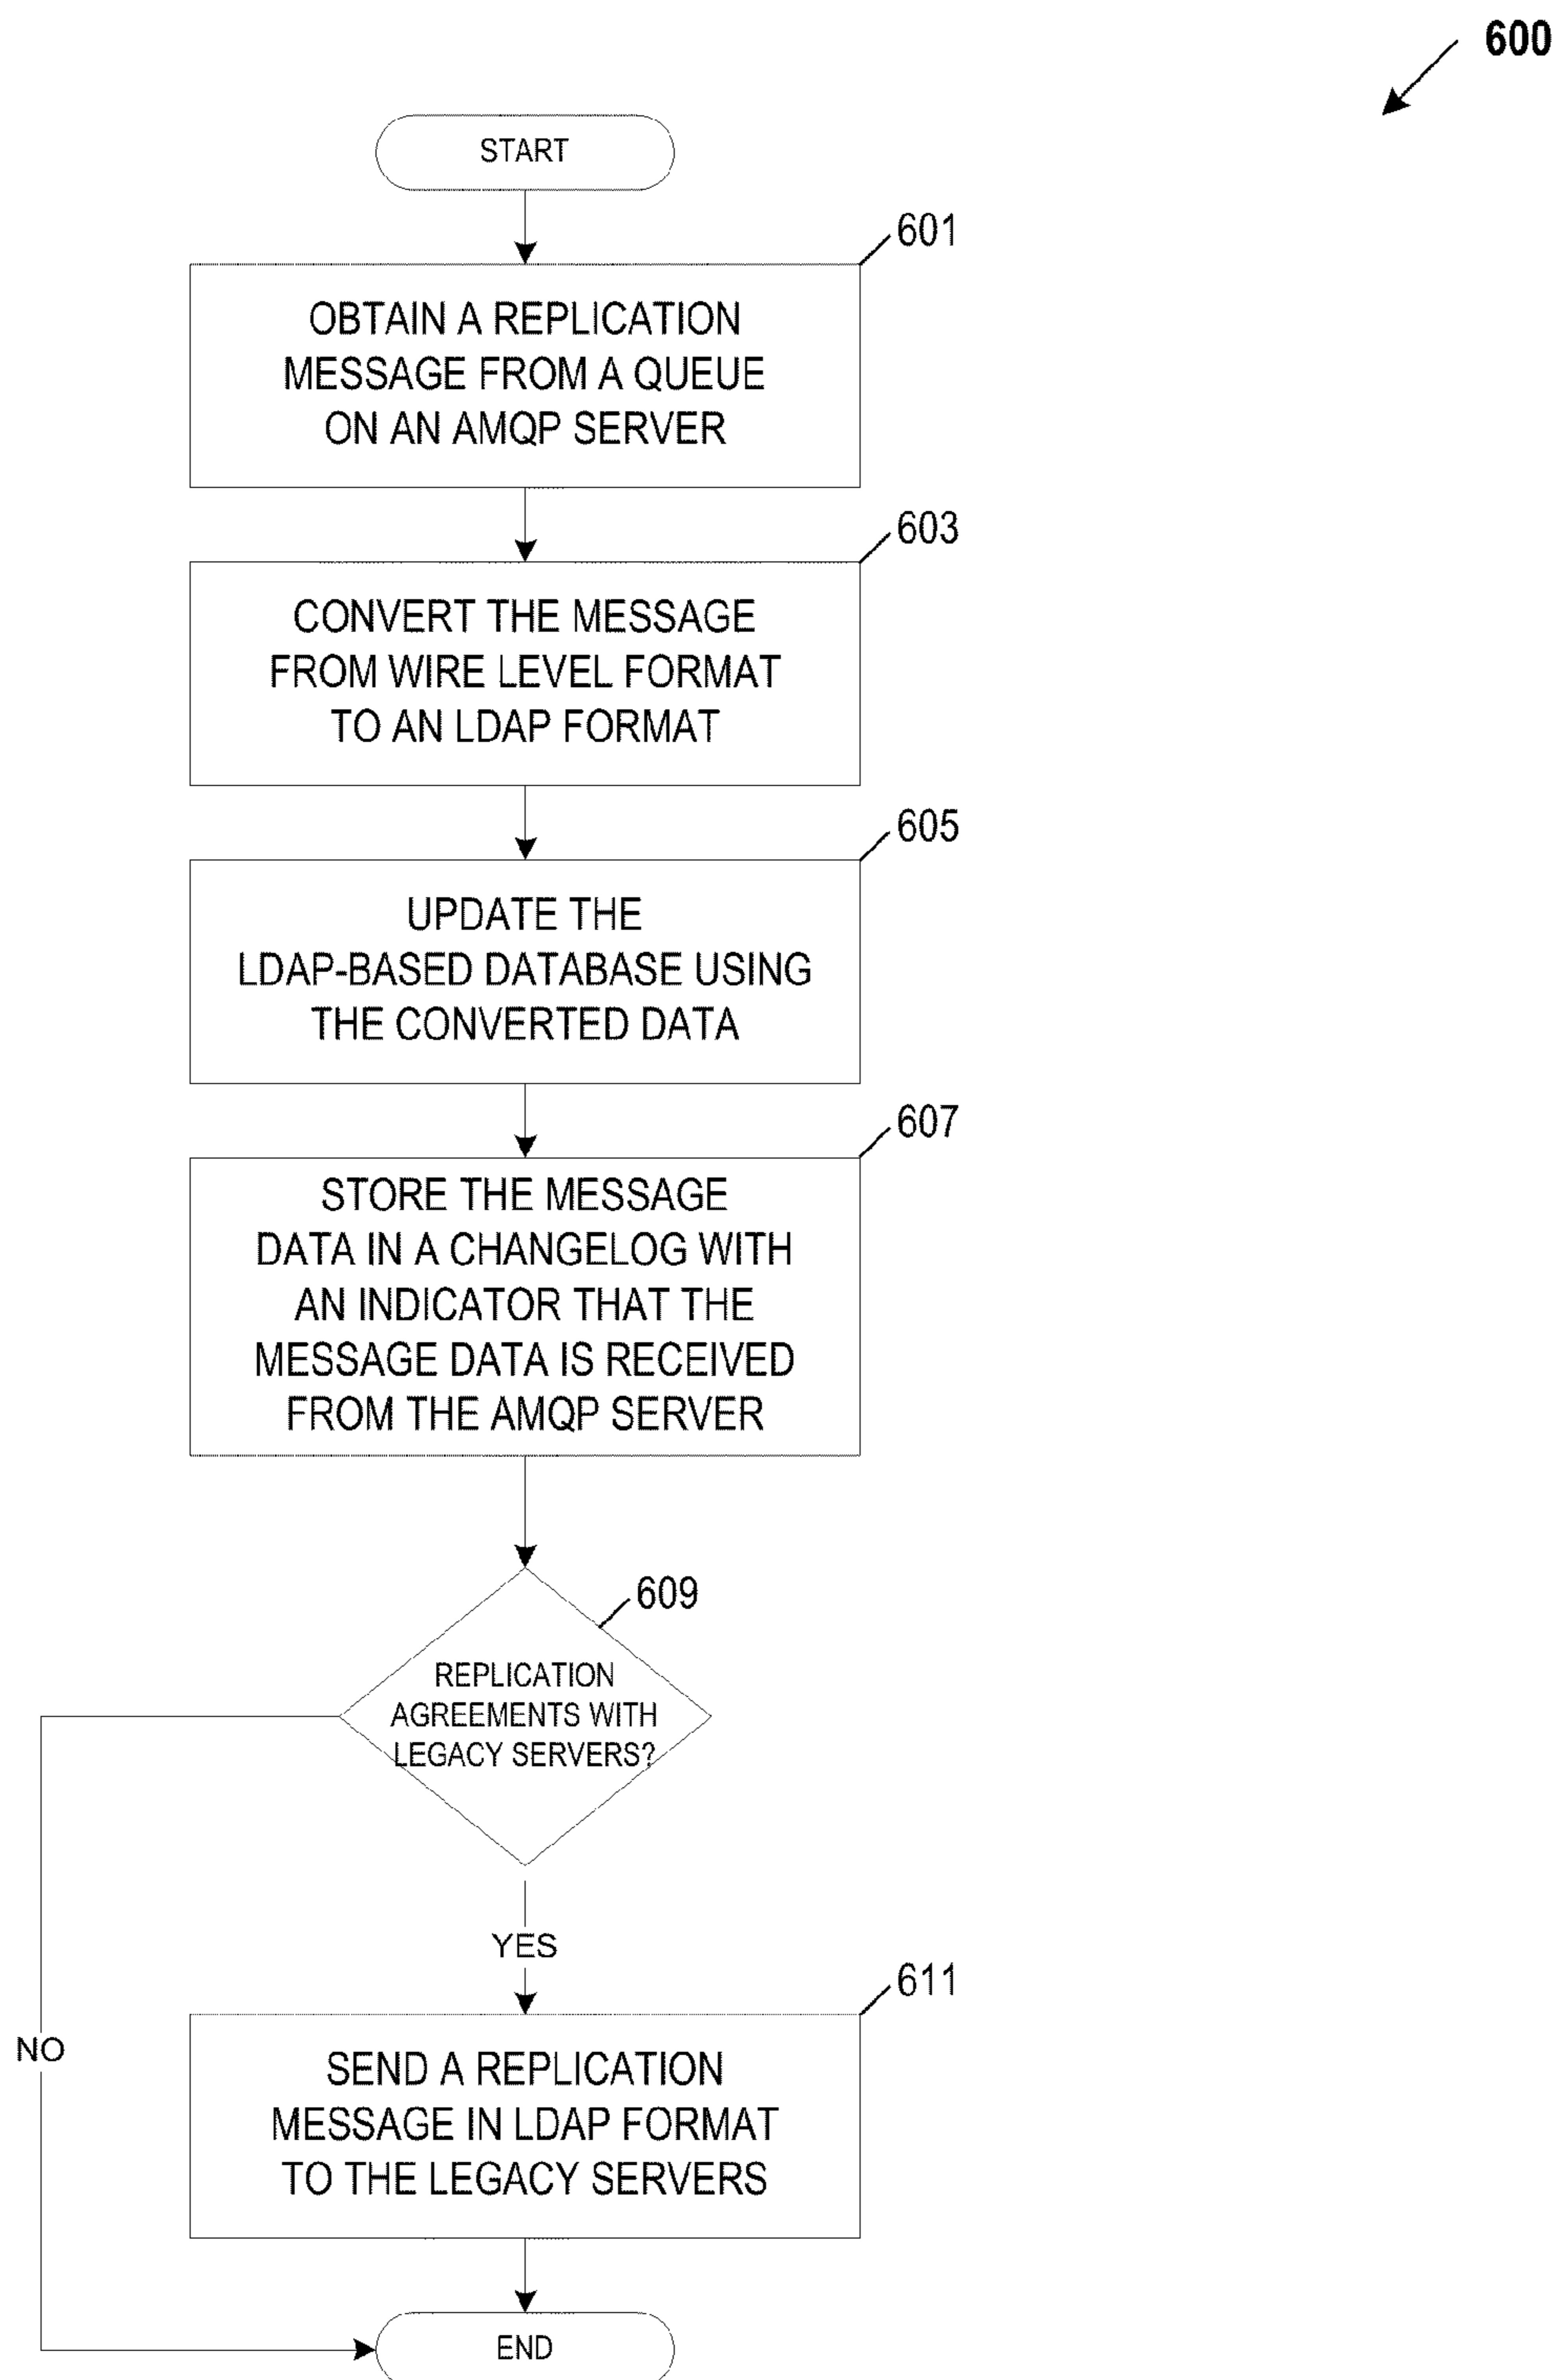 600
START
601
OBTAIN A REPLICATION
MESSAGE FROM A QUEUE
ON AN AMQP SERVER
603
CONVERT THE MESSAGE
FROM WIRE LEVEL FORMAT
TO AN LDAP FORMAT
605
UPDATE THE
LDAP-BASED DATABASE USING
THE CONVERTED DATA
607
STORE THE MESSAGE
DATA IN A CHANGELOG WITH
AN INDICATOR THAT THE
MESSAGE DATA IS RECEIVED
FROM THE AMQP SERVER
609
REPLICATION
AGREEMENTS WITH
LEGACY SERVERS?
YES
611
NO
SEND A REPLICATION
MESSAGE IN LDAP FORMAT
TO THE LEGACY SERVERS
END